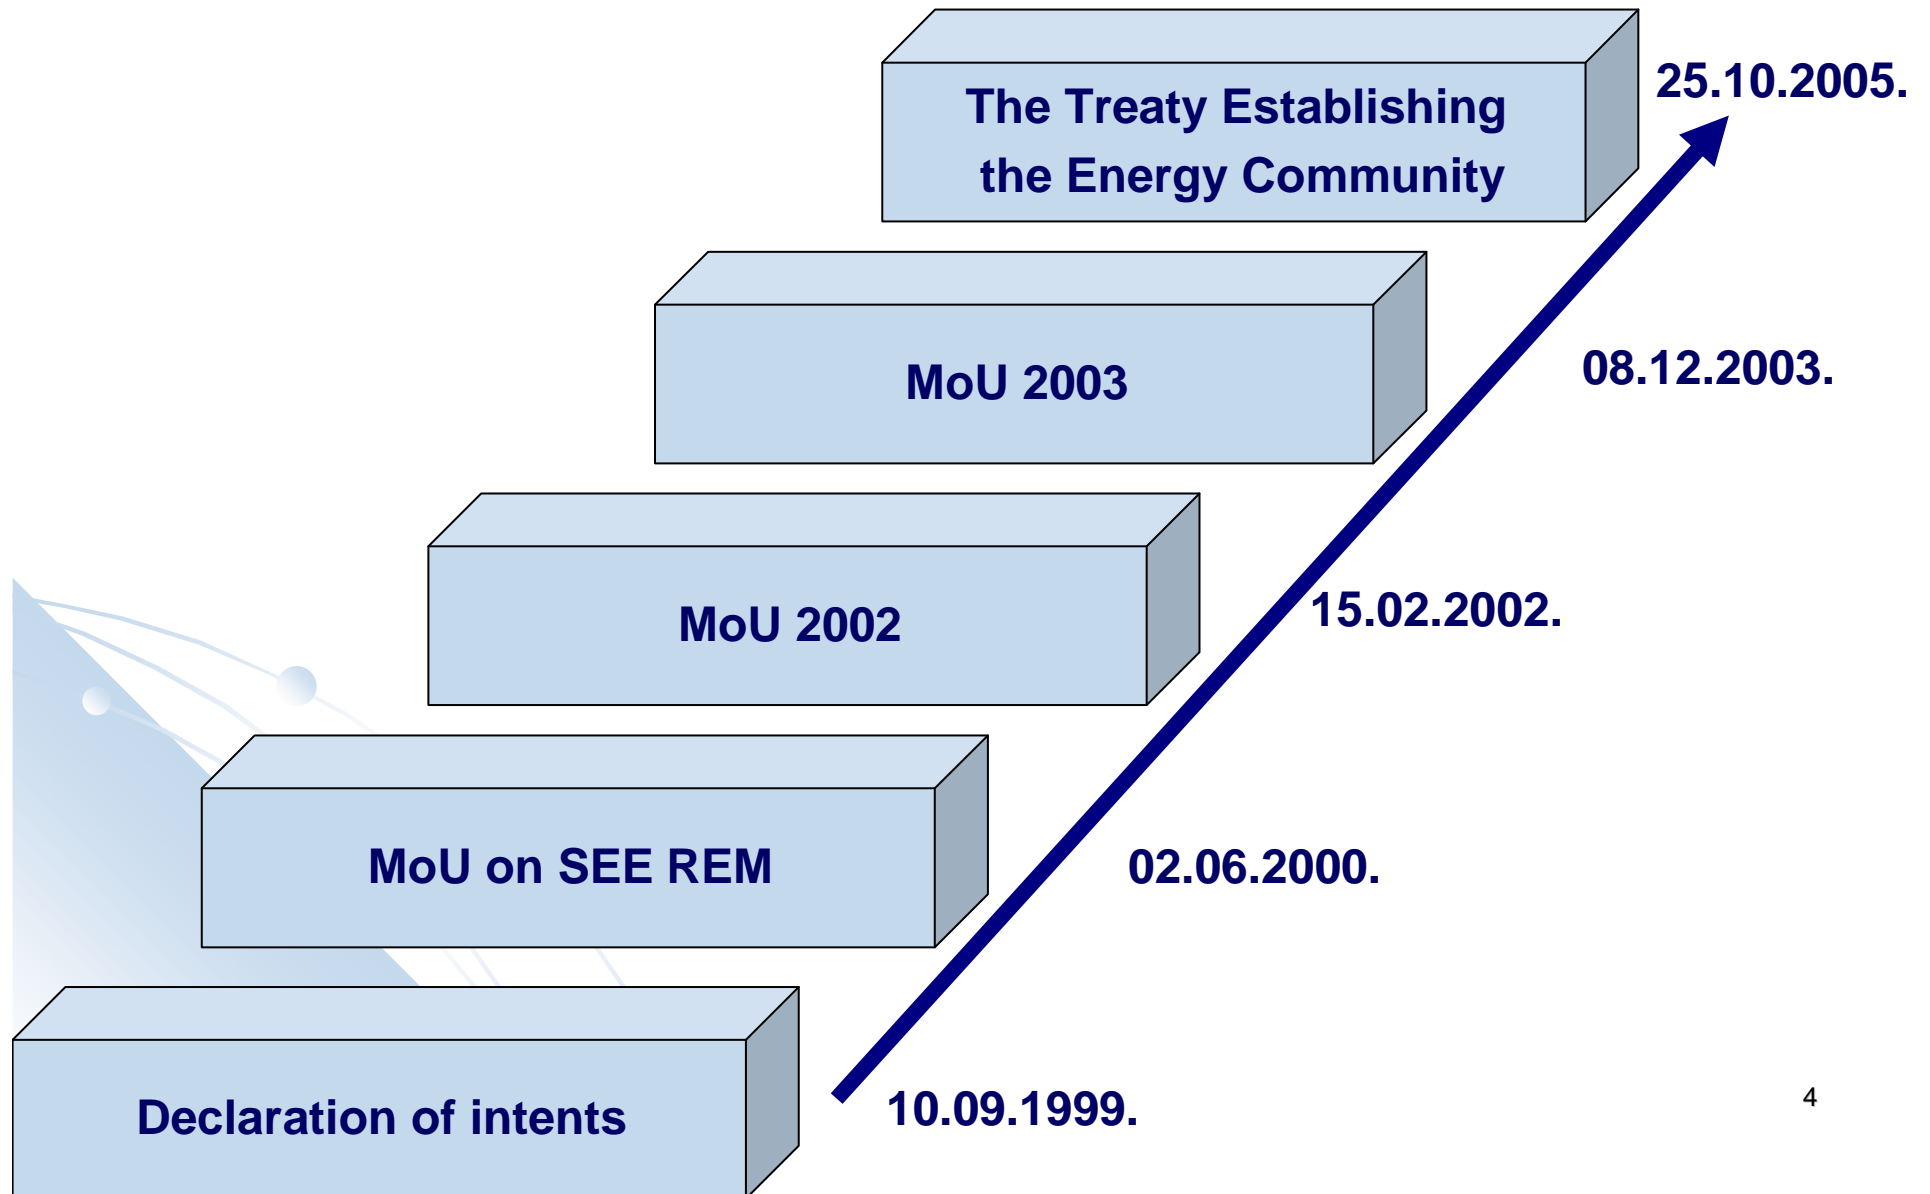 The Treaty Establishing
the Energy Community
25.10.2005.
MoU 2003
08.12.2003.
MoU 2002
15.02.2002.
MoU on SEE REM
02.06.2000.
Declaration of intents
10.09.1999.
4